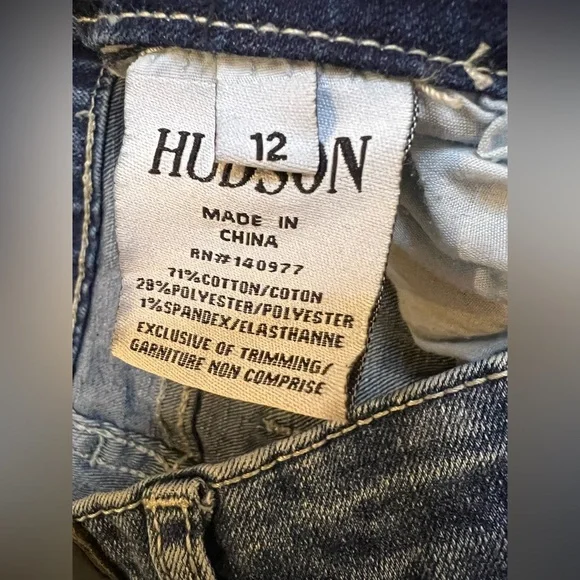 12
HUDSON
MADE IN
CHINA
RN#140977
71%COTTON/COTON
28%POLYESTER/POLYESTER
1%SPANDEX/ELASTHANNE
EXCLUSIVE OF TRIMMING/
GARNITURE NON COMPRISE